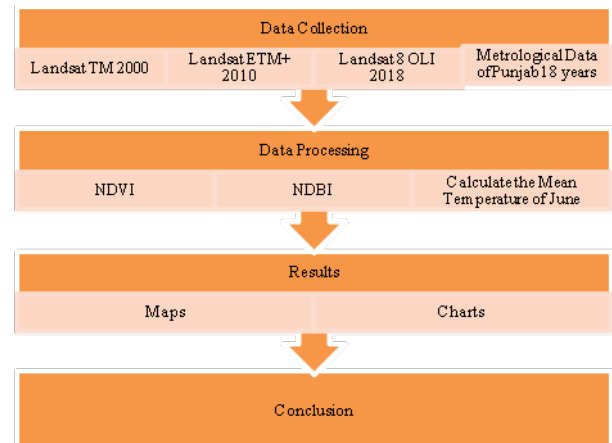 Data Collection
Landsat TM 2000
Landsat ETM+
2010
Landsat 8 OLI
2018
Metrological Data
of Punjab 18 years
Data Processing
NDVI
NDBI
Calculate the Mean
Temperature of June
Results
Maps
Charts
Conclusion